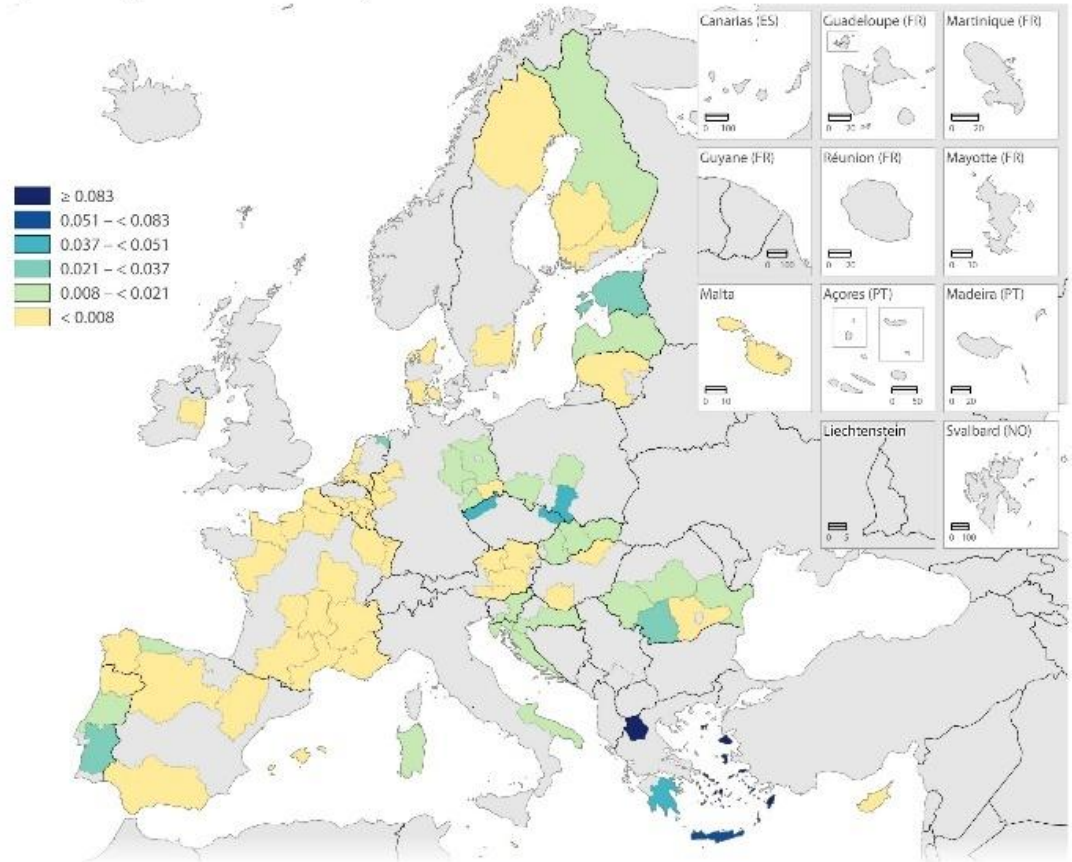 Canarias (ES)
0 100
Guadeloupe (FR)
0 20
Martinique (FR)
0 20
Guyane (FR)
0 100
Réunion (FR)
0 20
Mayotte (FR)
0 10
≥ 0.083
0.051 – < 0.083
0.037 – < 0.051
0.021 – < 0.037
0.008 – < 0.021
< 0.008
Malta
0 10
Açores (PT)
0 50
Madeira (PT)
0 20
Liechtenstein
0 5
Svalbard (NO)
0 100